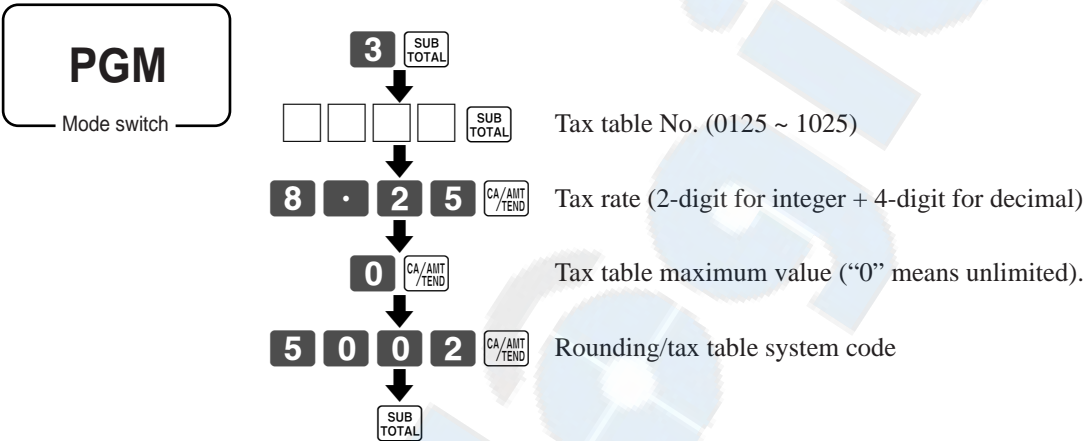 PGM
Mode switch
3 SUB TOTAL
SUB TOTAL Tax table No. (0125 ~ 1025)
8 · 2 5 CA/AMT /TEND Tax rate (2-digit for integer + 4-digit for decimal)
0 CA/AMT /TEND Tax table maximum value (“0” means unlimited).
5 0 0 2 CA/AMT /TEND Rounding/tax table system code
SUB TOTAL